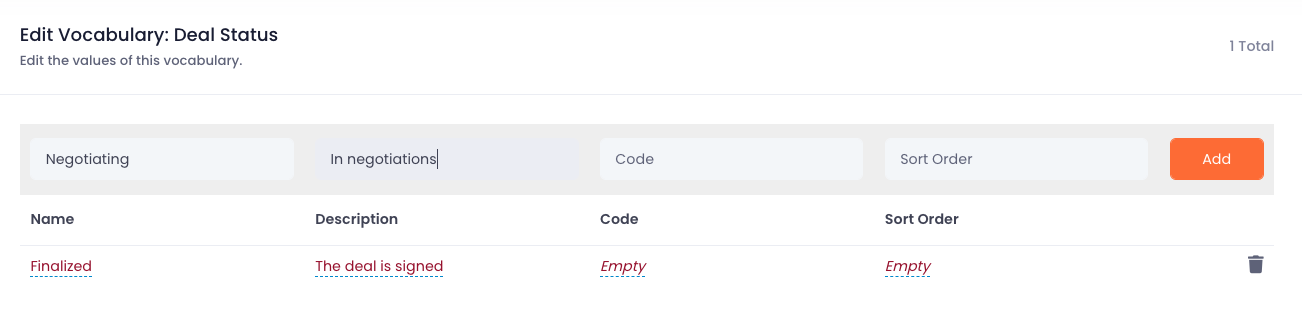 Edit Vocabulary: Deal Status
Edit the values of this vocabulary.
1 Total
Negotiating In negotiations Code Sort Order Add
Name Description Code Sort Order
Finalized The deal is signed Empty Empty